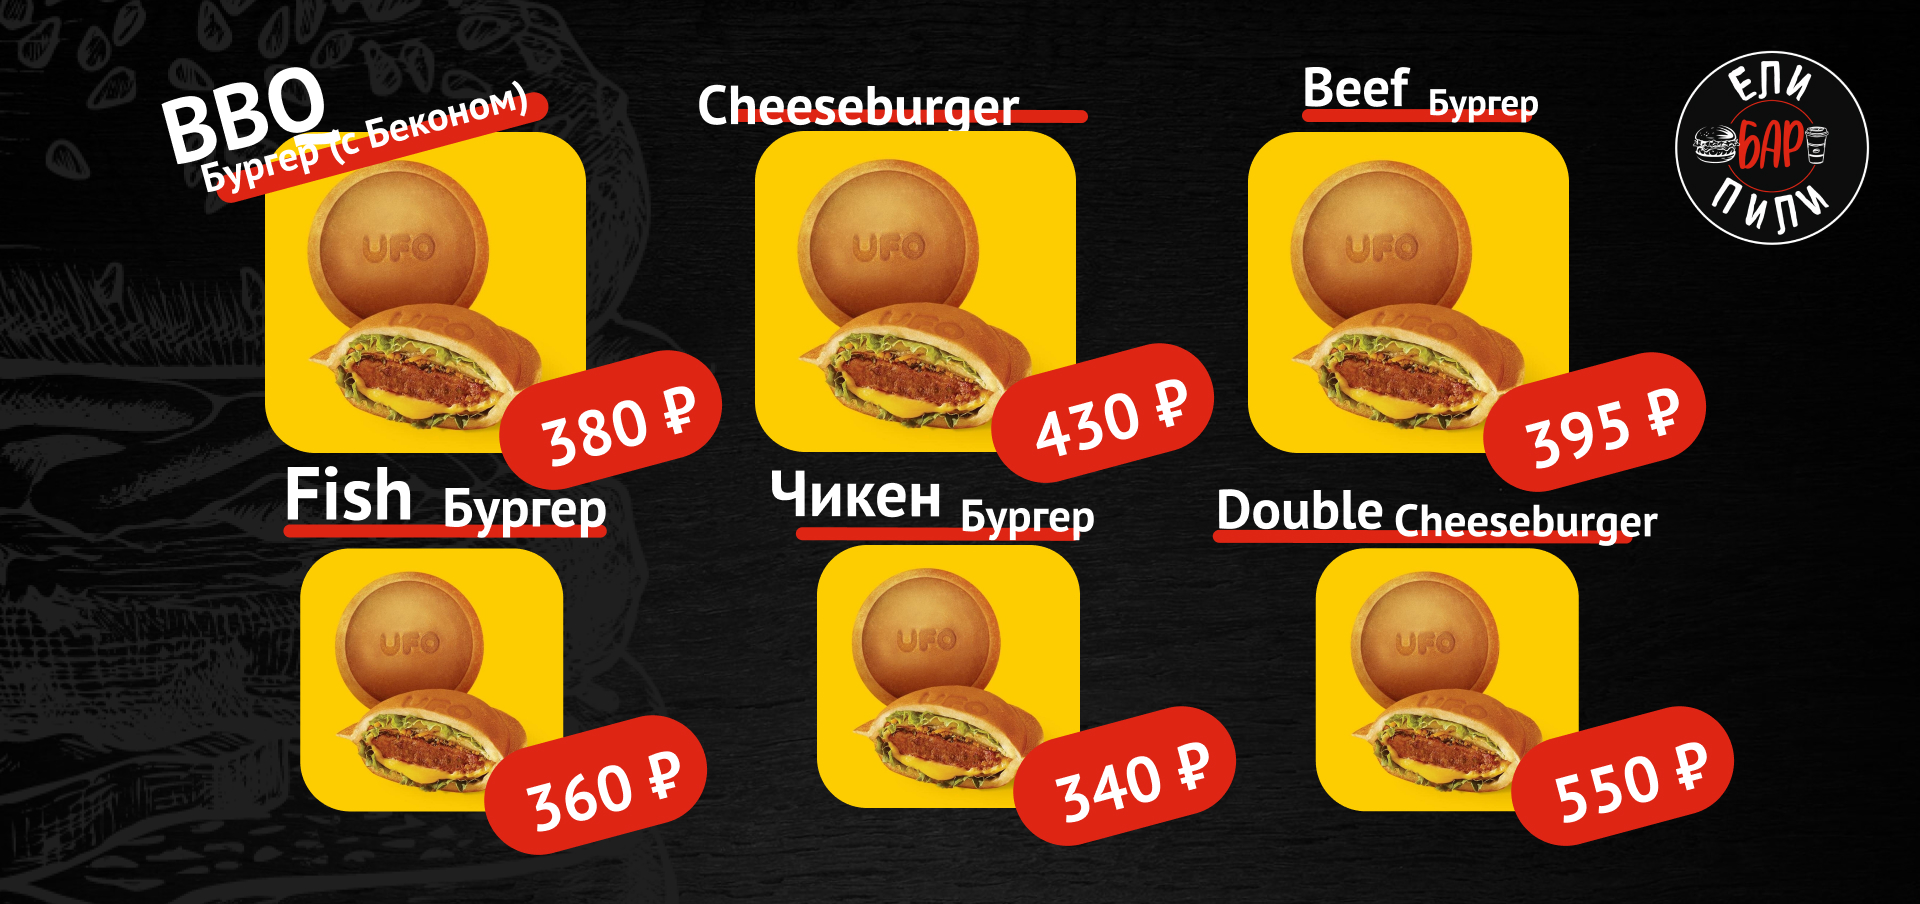 BBQ
Бургер (с Беконом)
Cheeseburger
Beef Бургер
ЕЛИ
БАР
ПИЛИ
UFO
UFO
UFO
380 ₽
430 ₽
395 ₽
Fish Бургер
Чикен Бургер
Double Cheeseburger
UFO
UFO
UFO
360 ₽
340 ₽
550 ₽